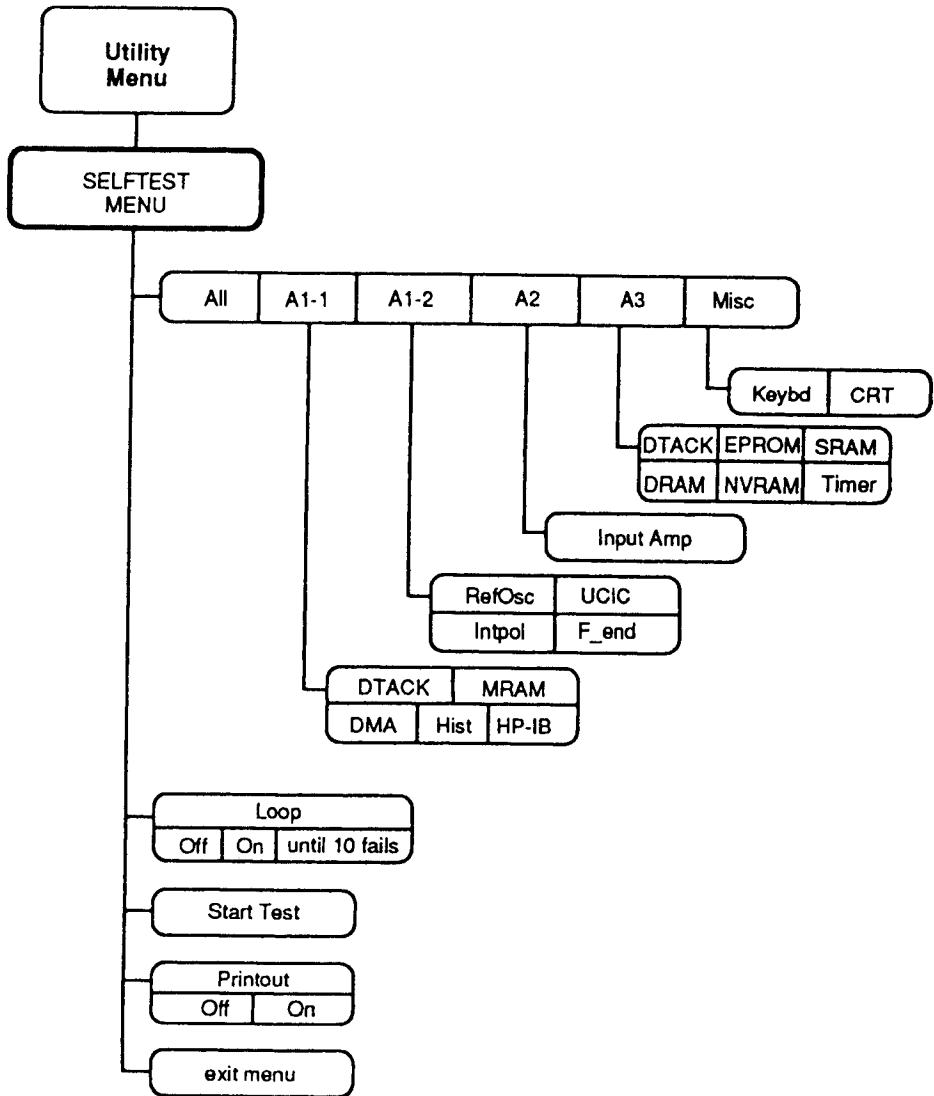 Utility
Menu
SELFTEST
MENU
All A1-1 A1-2 A2 A3 Misc
Keybd CRT
DTACK EPROM SRAM
DRAM NVRAM Timer
Input Amp
RefOsc UCIC
Intpol F_end
DTACK MRAM
DMA Hist HP-IB
Loop
Off On until 10 fails
Start Test
Printout
Off On
exit menu